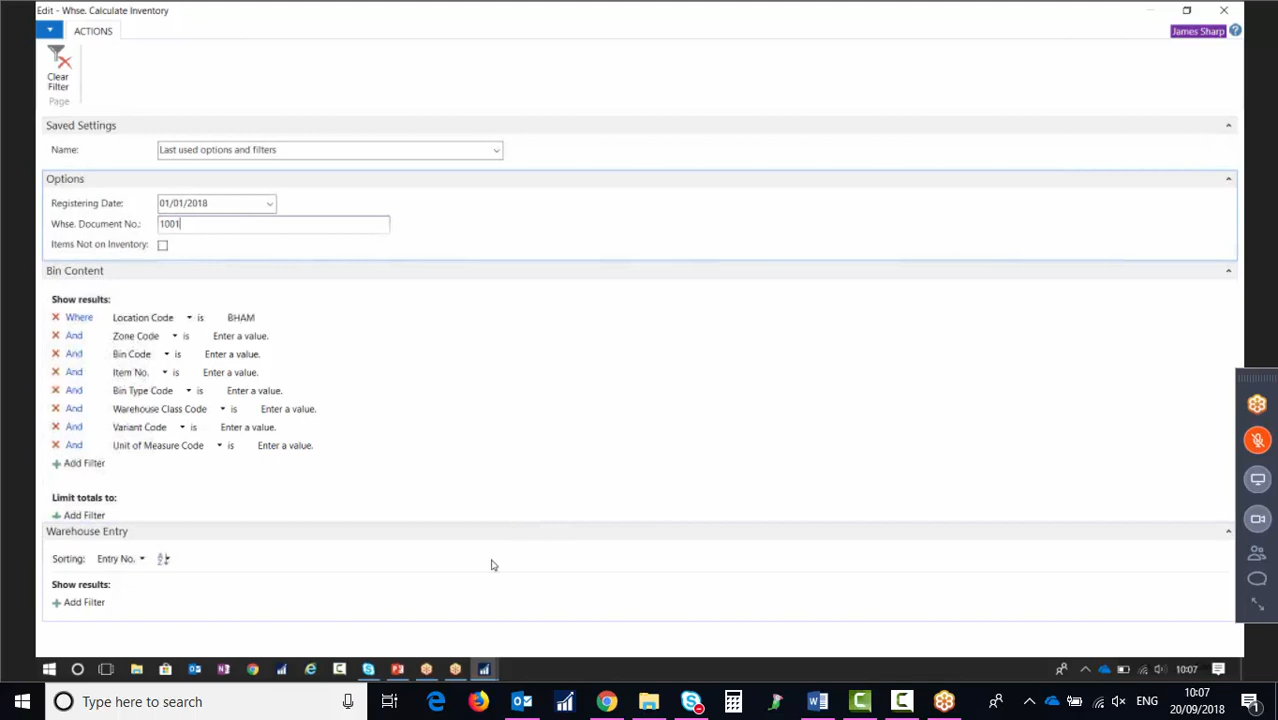 Edit - Whse. Calculate Inventory
ACTIONS
James Sharp
Clear
Filter
Page
Saved Settings
Name: Last used options and filters
Options
Registering Date: 01/01/2018
Whse. Document No.: 1001
Items Not on Inventory:
Bin Content
Show results:
Where Location Code is BHAM
And Zone Code is Enter a value.
And Bin Code is Enter a value.
And Item No. is Enter a value.
And Bin Type Code is Enter a value.
And Warehouse Class Code is Enter a value.
And Variant Code is Enter a value.
And Unit of Measure Code is Enter a value.
Add Filter
Limit totals to:
Add Filter
Warehouse Entry
Sorting: Entry No.
Show results:
Add Filter
10:07
Type here to search
ENG
10:07
20/09/2018